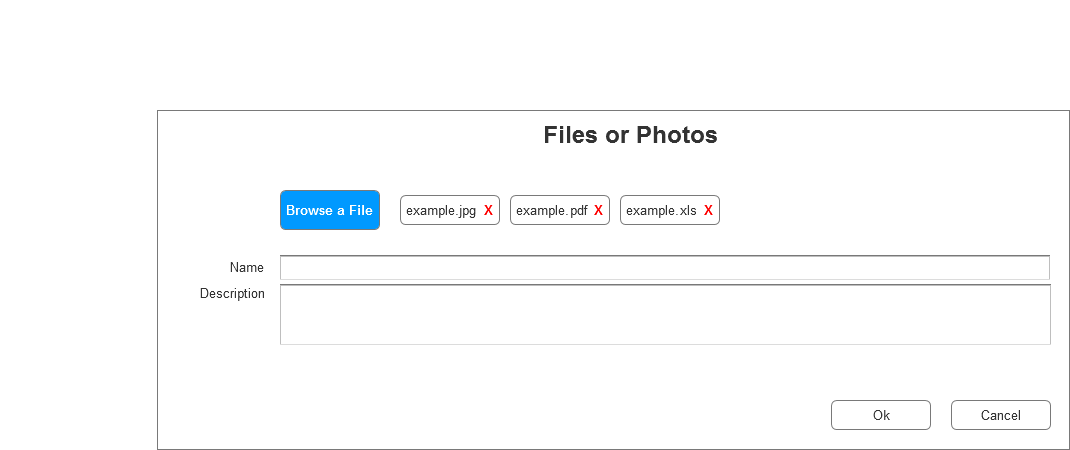 Files or Photos
Browse a File example.jpg X example.pdf X example.xls X
Name
Description
Ok Cancel